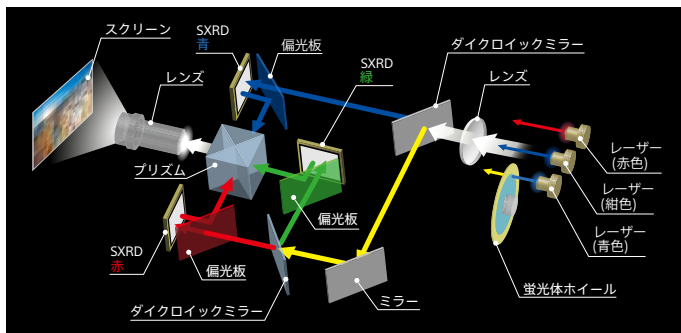 スクリーン
レンズ
SXRD
青
偏光板
SXRD
緑
ダイクロイックミラー
レンズ
レーザー
(赤色)
レーザー
(紺色)
レーザー
(青色)
蛍光体ホイール
プリズム
偏光板
SXRD
赤
偏光板
ダイクロイックミラー
ミラー